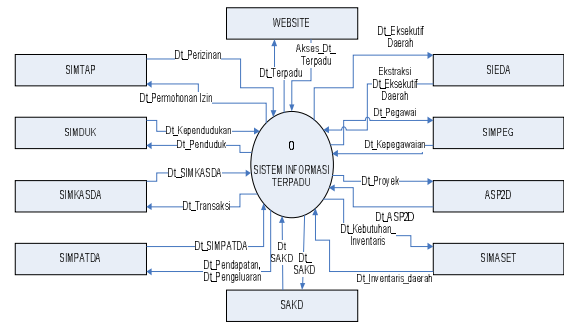 WEBSITE
Dt_Eksekutif
Daerah
Akses_Dt_
Terpadu
SIMTAP
Dt_Perizinan
Dt_Terpadu
SIEDA
Ekstraksi
Dt_Eksekutif
Daerah
Dt_Permohonan Izin
Dt_Pegawai
SIMDUK
Dt_Kependudukan
Dt_Penduduk
0
SISTEM INFORMASI
TERPADU
SIMPEG
Dt_Kepegawaian
SIMKASDA
Dt_SIMKASDA
Dt_Transaksi
Dt_Proyek
ASP2D
Dt_ASP2D
Dt_Kebutuhan_
Inventaris
SIMPATDA
Dt_SIMPATDA
Dt_Pendapatan,
Dt_Pengeluaran
Dt
SAKD
Dt_
SAKD
SIMASET
Dt_Inventaris_daerah
SAKD